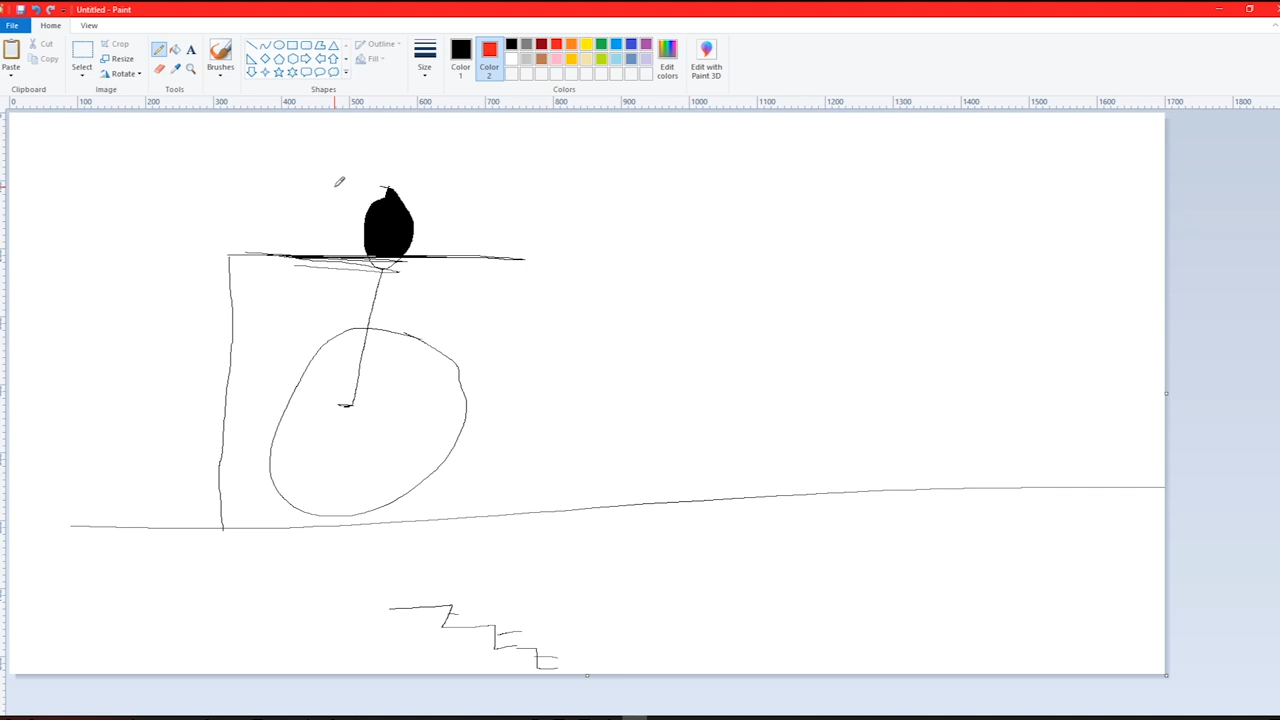 Untitled - Paint
File Home View
Paste
Cut
Copy
Clipboard
Select
Crop
Resize
Rotate
Image
Tools
Brushes
Outline
Fill
Shapes
Size
Color 1
Color 2
Edit colors
Colors
Edit with Paint 3D
0 100 200 300 400 500 600 700 800 900 1000 1100 1200 1300 1400 1500 1600 1700 1800